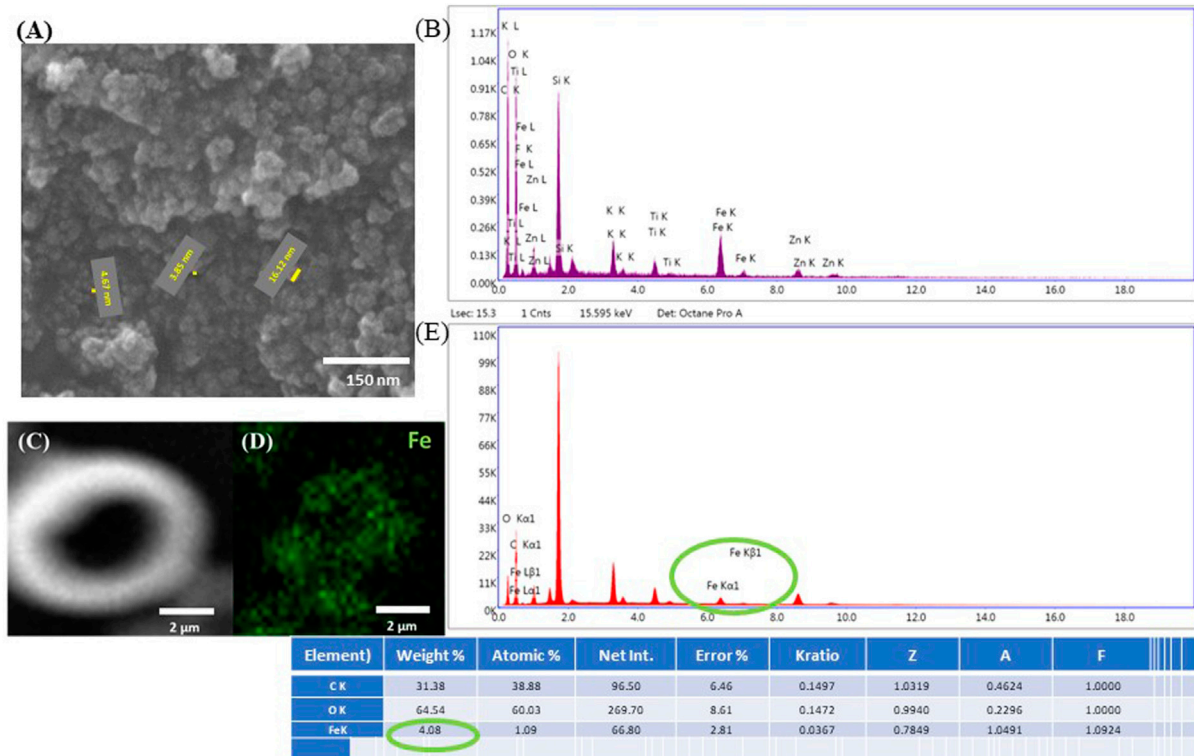 (A)
4.67 nm
3.85 nm
16.12 nm
150 nm
(B)
1.17K
1.04K
0.91K
0.78K
0.65K
0.52K
0.39K
0.26K
0.13K
0.00K
K L
O K
Ti L
C K
Fe L
F K
Fe L
Zn L
Fe L
Ti L
Zn L
K L
Ti L
Zn L
Si K
Si K
K K
K K
K K
Ti K
Ti K
Ti K
Fe K
Fe K
Fe K
Zn K
Zn K
Zn K
0.0 2.0 4.0 6.0 8.0 10.0 12.0 14.0 16.0 18.0
Lsec: 15.3 1 Cnts 15.595 keV Det: Octane Pro A
(C)
2 µm
(D)
Fe
2 µm
(E)
110K
99K
88K
77K
66K
55K
44K
33K
22K
11K
0K
O Kα1
C Kα1
Fe Lβ1
Fe Lα1
Fe Kβ1
Fe Kα1
0.0 2.0 4.0 6.0 8.0 10.0 12.0 14.0 16.0 18.0
Element) Weight % Atomic % Net Int. Error % Kratio Z A F
C K 31.38 38.88 96.50 6.46 0.1497 1.0319 0.4624 1.0000
O K 64.54 60.03 269.70 8.61 0.1472 0.9940 0.2296 1.0000
FeK 4.08 1.09 66.80 2.81 0.0367 0.7849 1.0491 1.0924